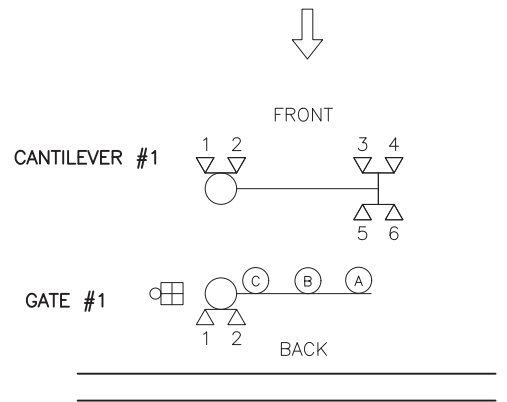 FRONT
1 2 3 4
CANTILEVER #1
5 6
C B A
GATE #1
1 2
BACK